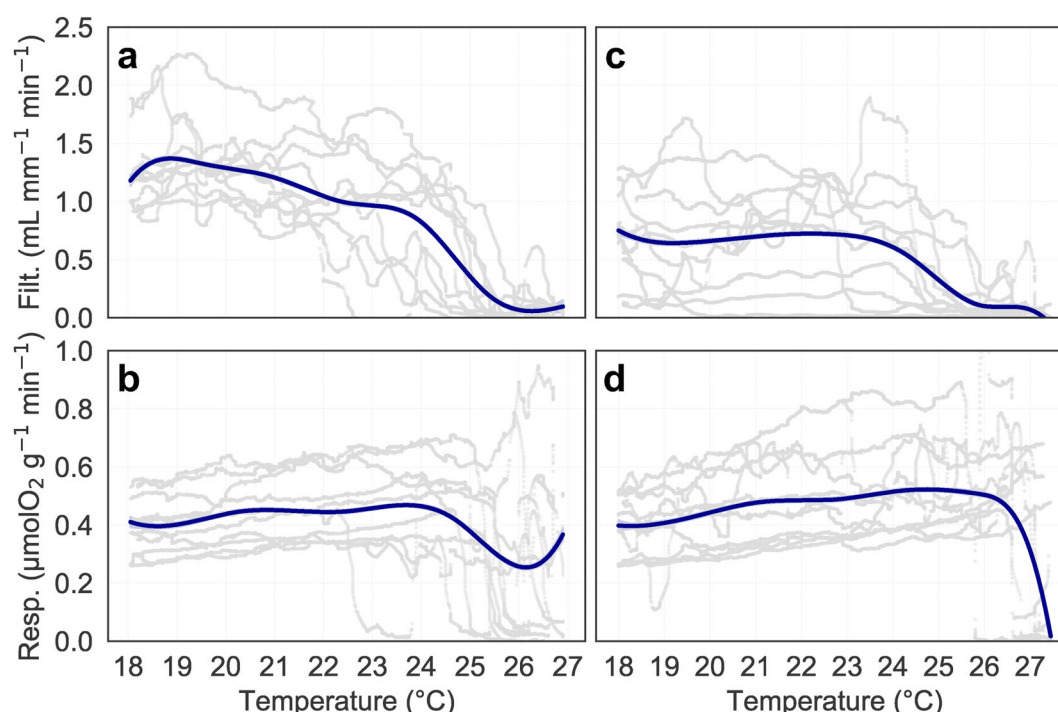 a
c
Filt. (mL mm⁻¹ min⁻¹)
2.5
2.0
1.5
1.0
0.5
0.0
b
d
Resp. (µmolO₂ g⁻¹ min⁻¹)
1.0
0.8
0.6
0.4
0.2
0.0
18 19 20 21 22 23 24 25 26 27 18 19 20 21 22 23 24 25 26 27
Temperature (°C) Temperature (°C)